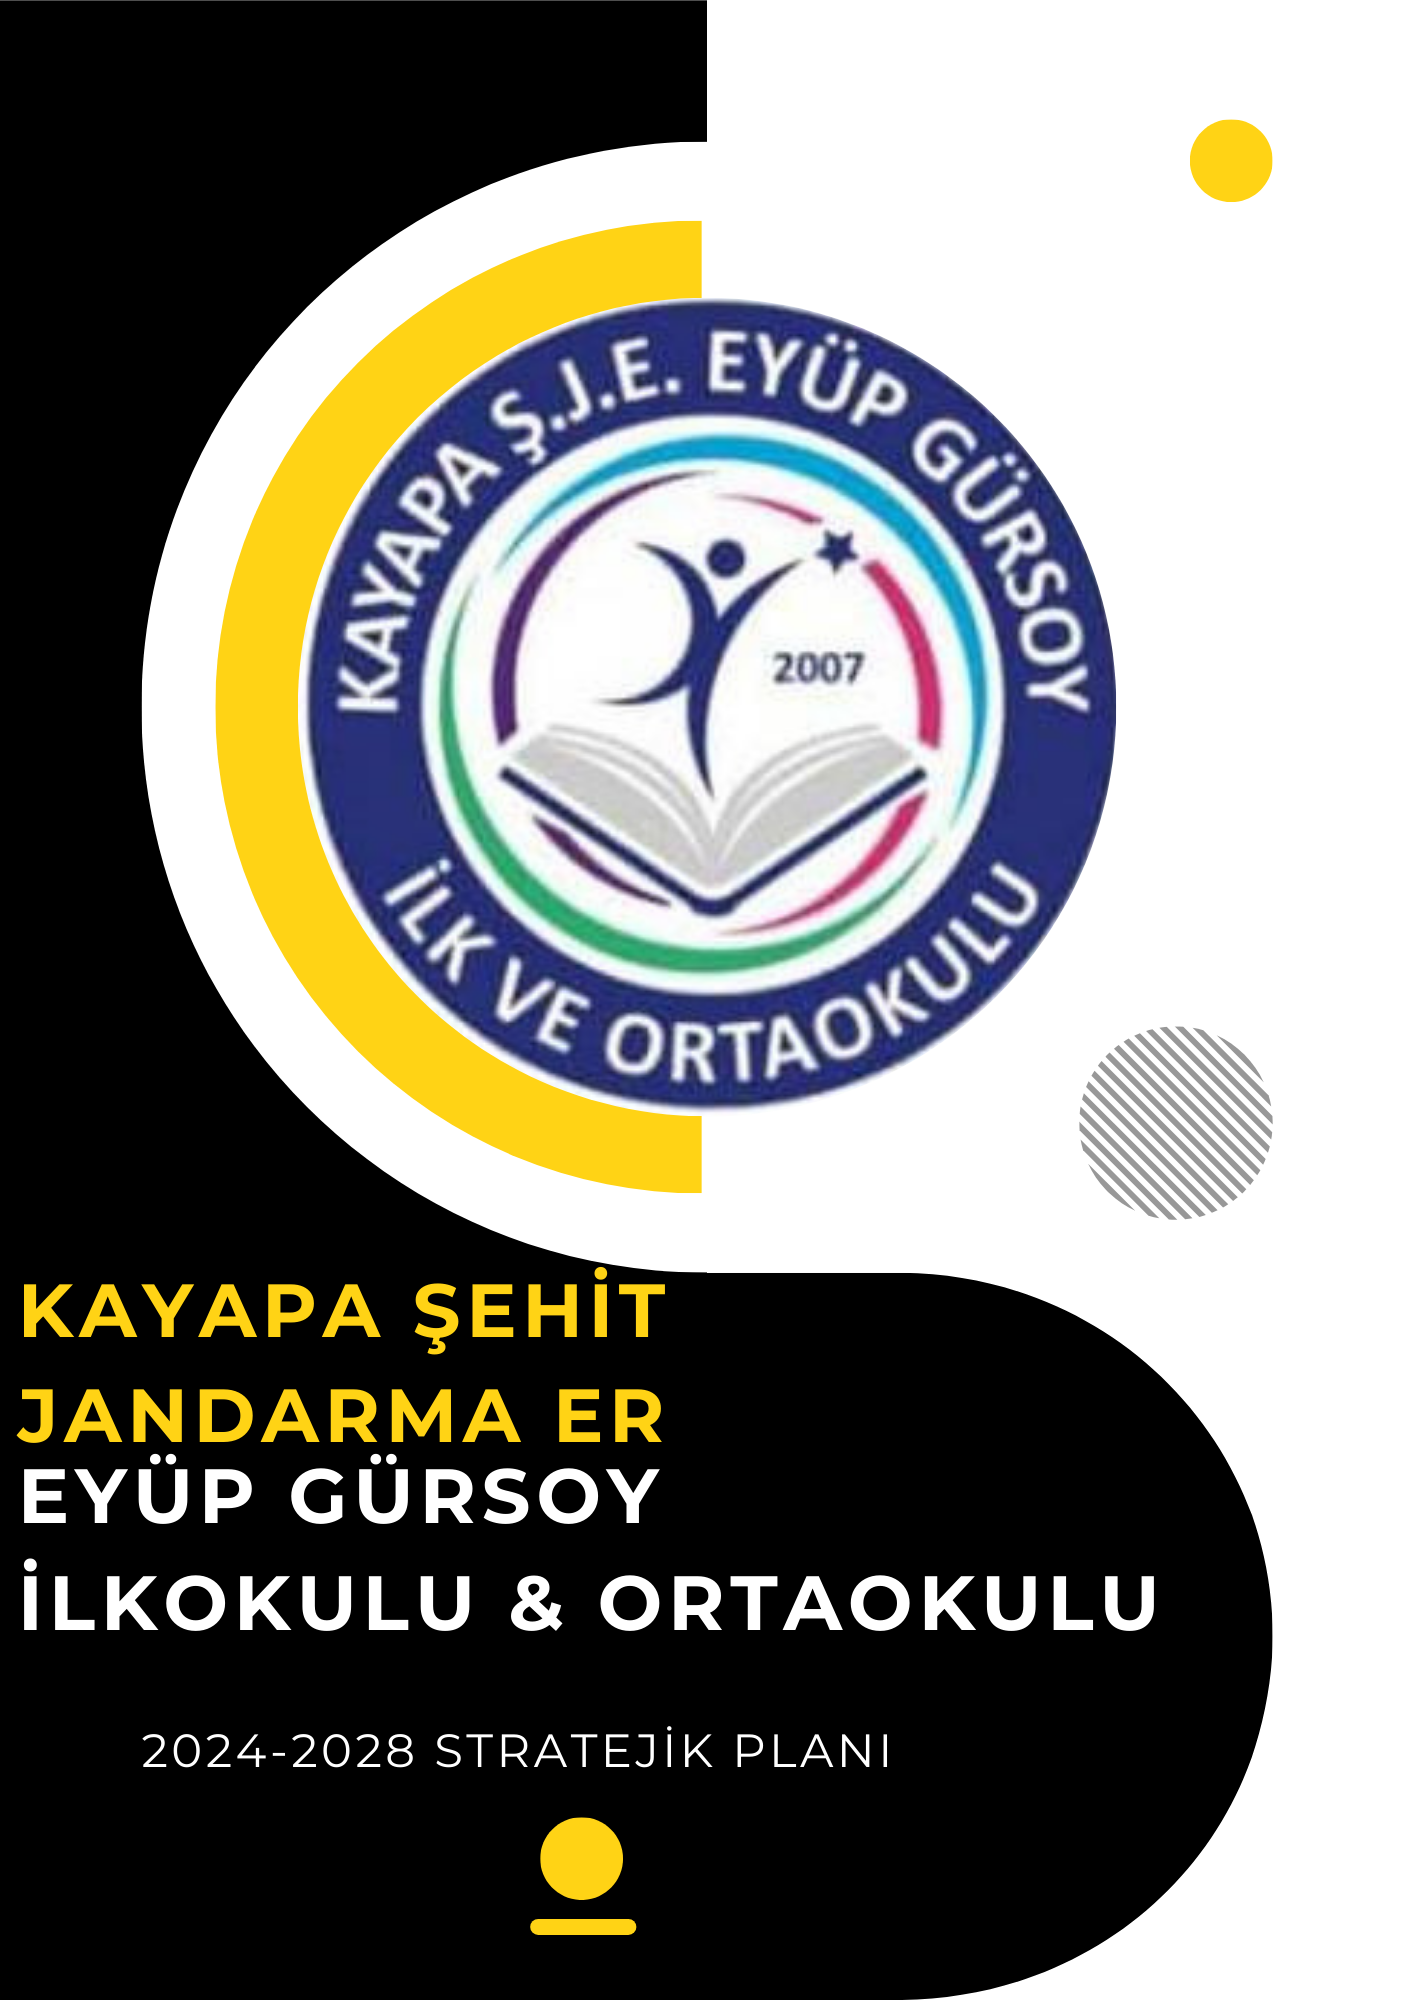 KAYAPA Ş.J.E. EYÜP GÜRSOY
2007
İLK VE ORTAOKULU
KAYAPA ŞEHİT
JANDARMA ER
EYÜP GÜRSOY
İLKOKULU & ORTAOKULU
2024-2028 STRATEJİK PLANI